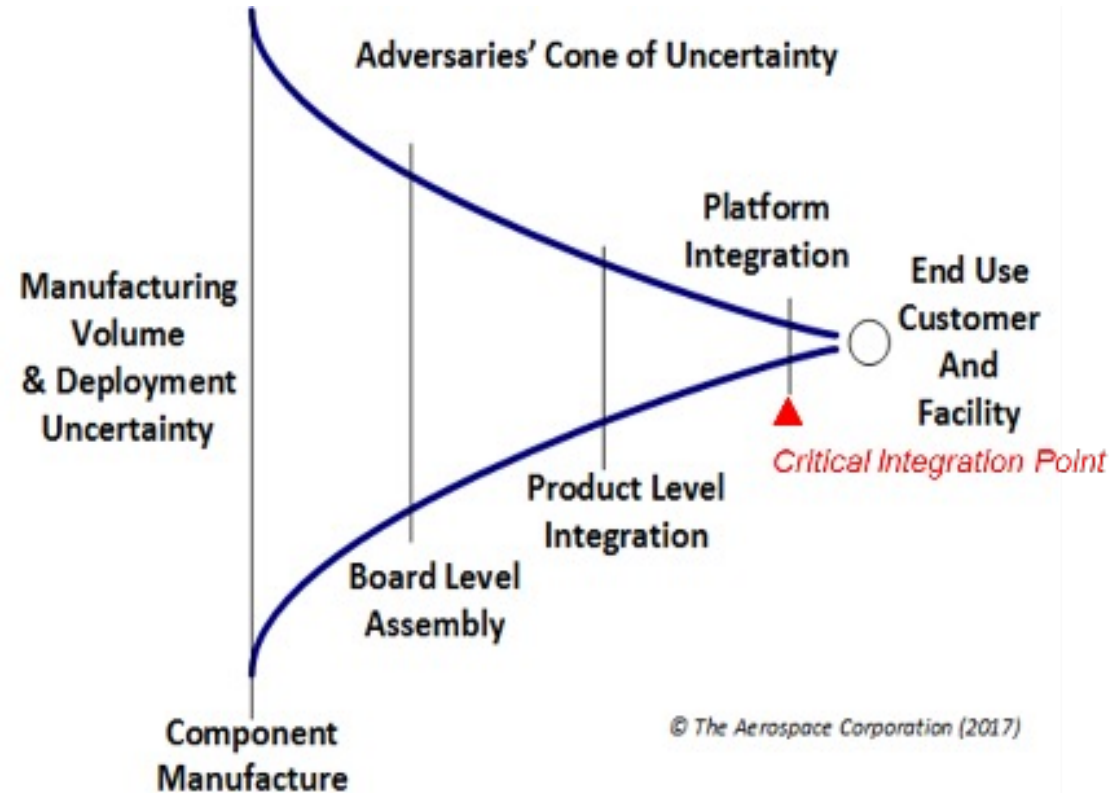 Adversaries' Cone of Uncertainty
Platform
Integration
End Use
Customer
And
Facility
Manufacturing
Volume
& Deployment
Uncertainty
Critical Integration Point
Product Level
Integration
Board Level
Assembly
Component
Manufacture
© The Aerospace Corporation (2017)